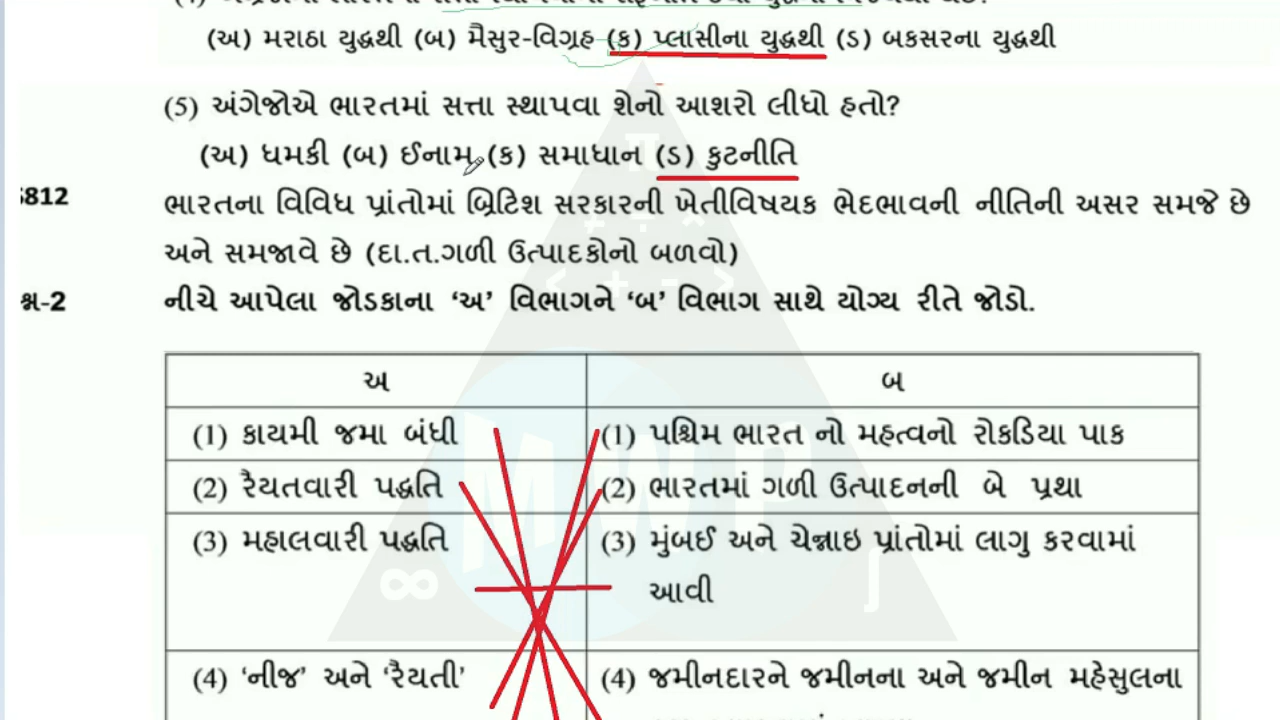 (અ) મરાઠા યુદ્ધથી (બ) મૈસુર-વિગ્રહ (ક) પ્લાસીના યુદ્ધથી (ડ) બકસરના યુદ્ધથી
(5) અંગેજોએ ભારતમાં સત્તા સ્થાપવા શેનો આશરો લીધો હતો?
(અ) ધમકી (બ) ઈનામ (ક) સમાધાન (ડ) કુટનીતિ
812 ભારતના વિવિધ પ્રાંતોમાં બ્રિટિશ સરકારની ખેતીવિષયક ભેદભાવની નીતિની અસર સમજે છે
અને સમજાવે છે (દા.ત.ગળી ઉત્પાદકોનો બળવો)
શ્ન-2 નીચે આપેલા જોડકાના ‘અ’ વિભાગને ‘બ’ વિભાગ સાથે યોગ્ય રીતે જોડો.
અ બ
(1) કાયમી જમા બંધી (1) પશ્ચિમ ભારત નો મહત્વનો રોકડિયા પાક
(2) રૈયતવારી પદ્ધતિ (2) ભારતમાં ગળી ઉત્પાદનની બે પ્રથા
(3) મહાલવારી પદ્ધતિ (3) મુંબઈ અને ચેન્નાઇ પ્રાંતોમાં લાગુ કરવામાં
આવી
(4) ‘નીજ’ અને ‘રૈયતી’ (4) જમીનદારને જમીનના અને જમીન મહેસુલના
MWP